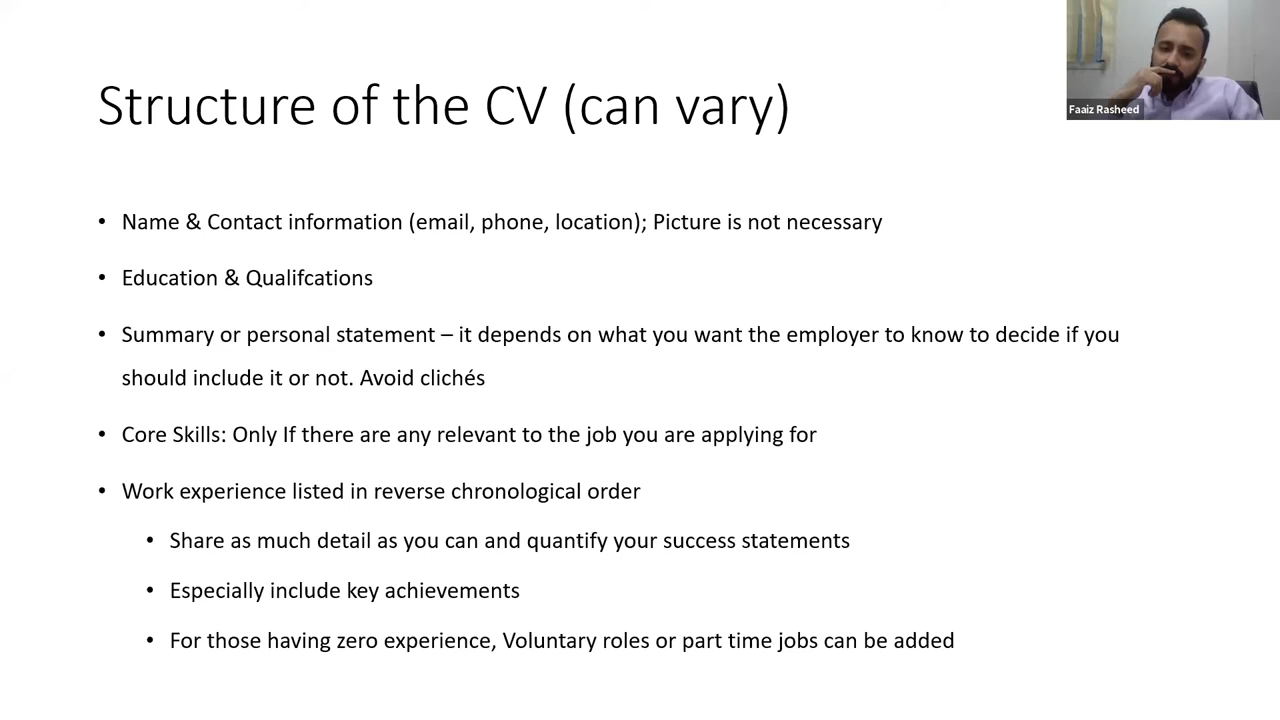 Structure of the CV (can vary)
Faaiz Rasheed
• Name & Contact information (email, phone, location); Picture is not necessary
• Education & Qualifcations
• Summary or personal statement – it depends on what you want the employer to know to decide if you
should include it or not. Avoid clichés
• Core Skills: Only If there are any relevant to the job you are applying for
• Work experience listed in reverse chronological order
• Share as much detail as you can and quantify your success statements
• Especially include key achievements
• For those having zero experience, Voluntary roles or part time jobs can be added